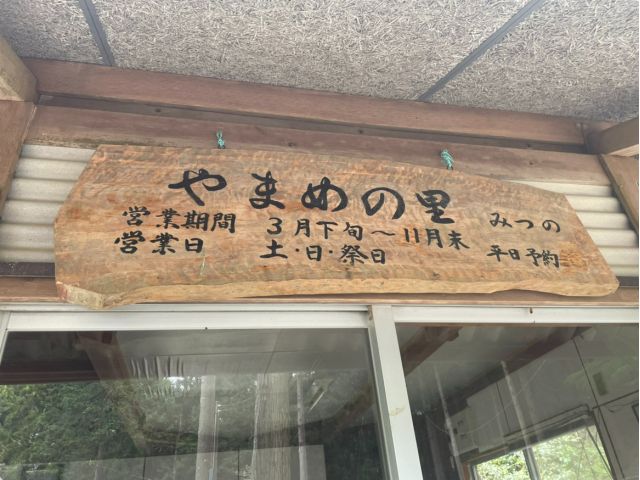 やまめの里
みつの
営業期間 3月下旬～11月末
営業日 土・日・祭日 平日予約